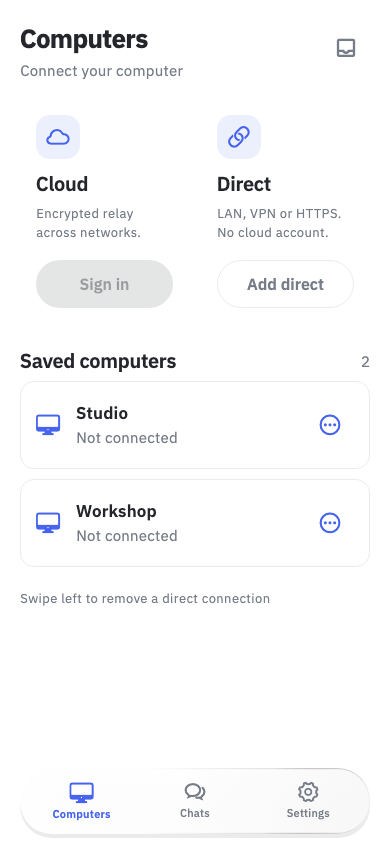 Computers
Connect your computer
Cloud
Encrypted relay
across networks.
Sign in
Direct
LAN, VPN or HTTPS.
No cloud account.
Add direct
Saved computers
2
Studio
Not connected
Workshop
Not connected
Swipe left to remove a direct connection
Computers
Chats
Settings